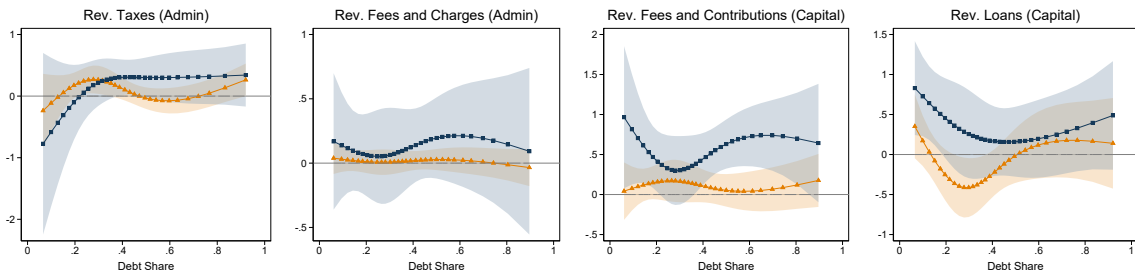 Rev. Taxes (Admin)
1
0
-1
-2
0 .2 .4 .6 .8 1
Debt Share
Rev. Fees and Charges (Admin)
1
.5
0
-.5
0 .2 .4 .6 .8 1
Debt Share
Rev. Fees and Contributions (Capital)
2
1.5
1
.5
0
-.5
0 .2 .4 .6 .8 1
Debt Share
Rev. Loans (Capital)
1.5
1
.5
0
-.5
-1
0 .2 .4 .6 .8 1
Debt Share